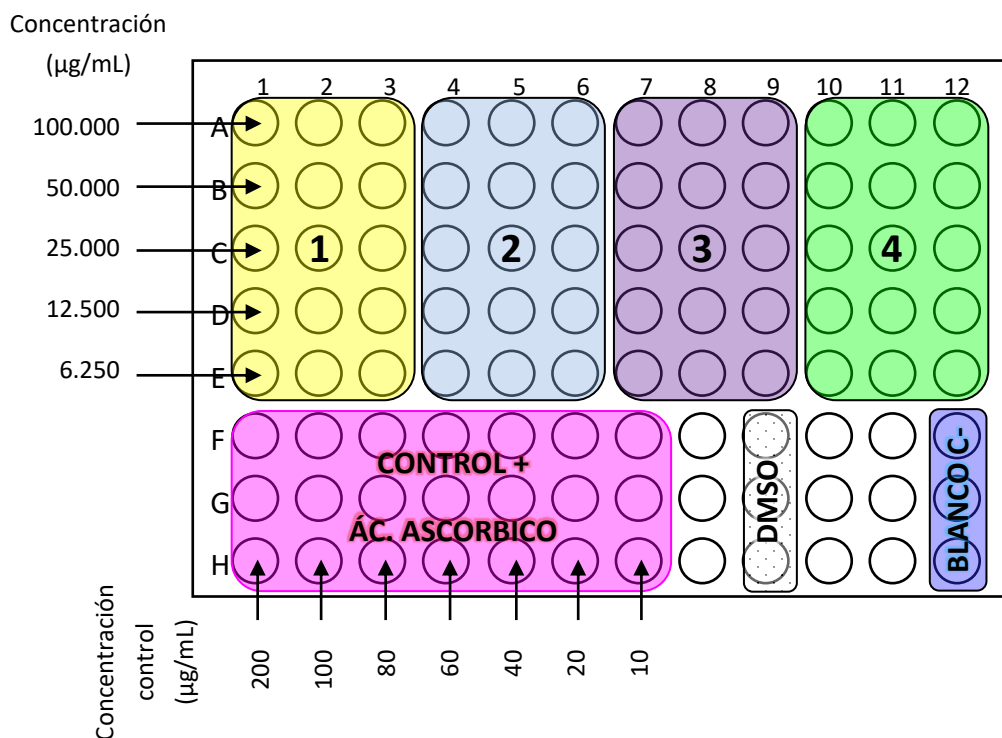 Concentración
(µg/mL)
1 2 3 4 5 6 7 8 9 10 11 12
100.000 A
50.000 B
25.000 C 1 2 3 4
12.500 D
6.250 E
F
CONTROL +
G
ÁC. ASCORBICO
H
DMSO
BLANCO C-
Concentración
control
(µg/mL)
200 100 80 60 40 20 10